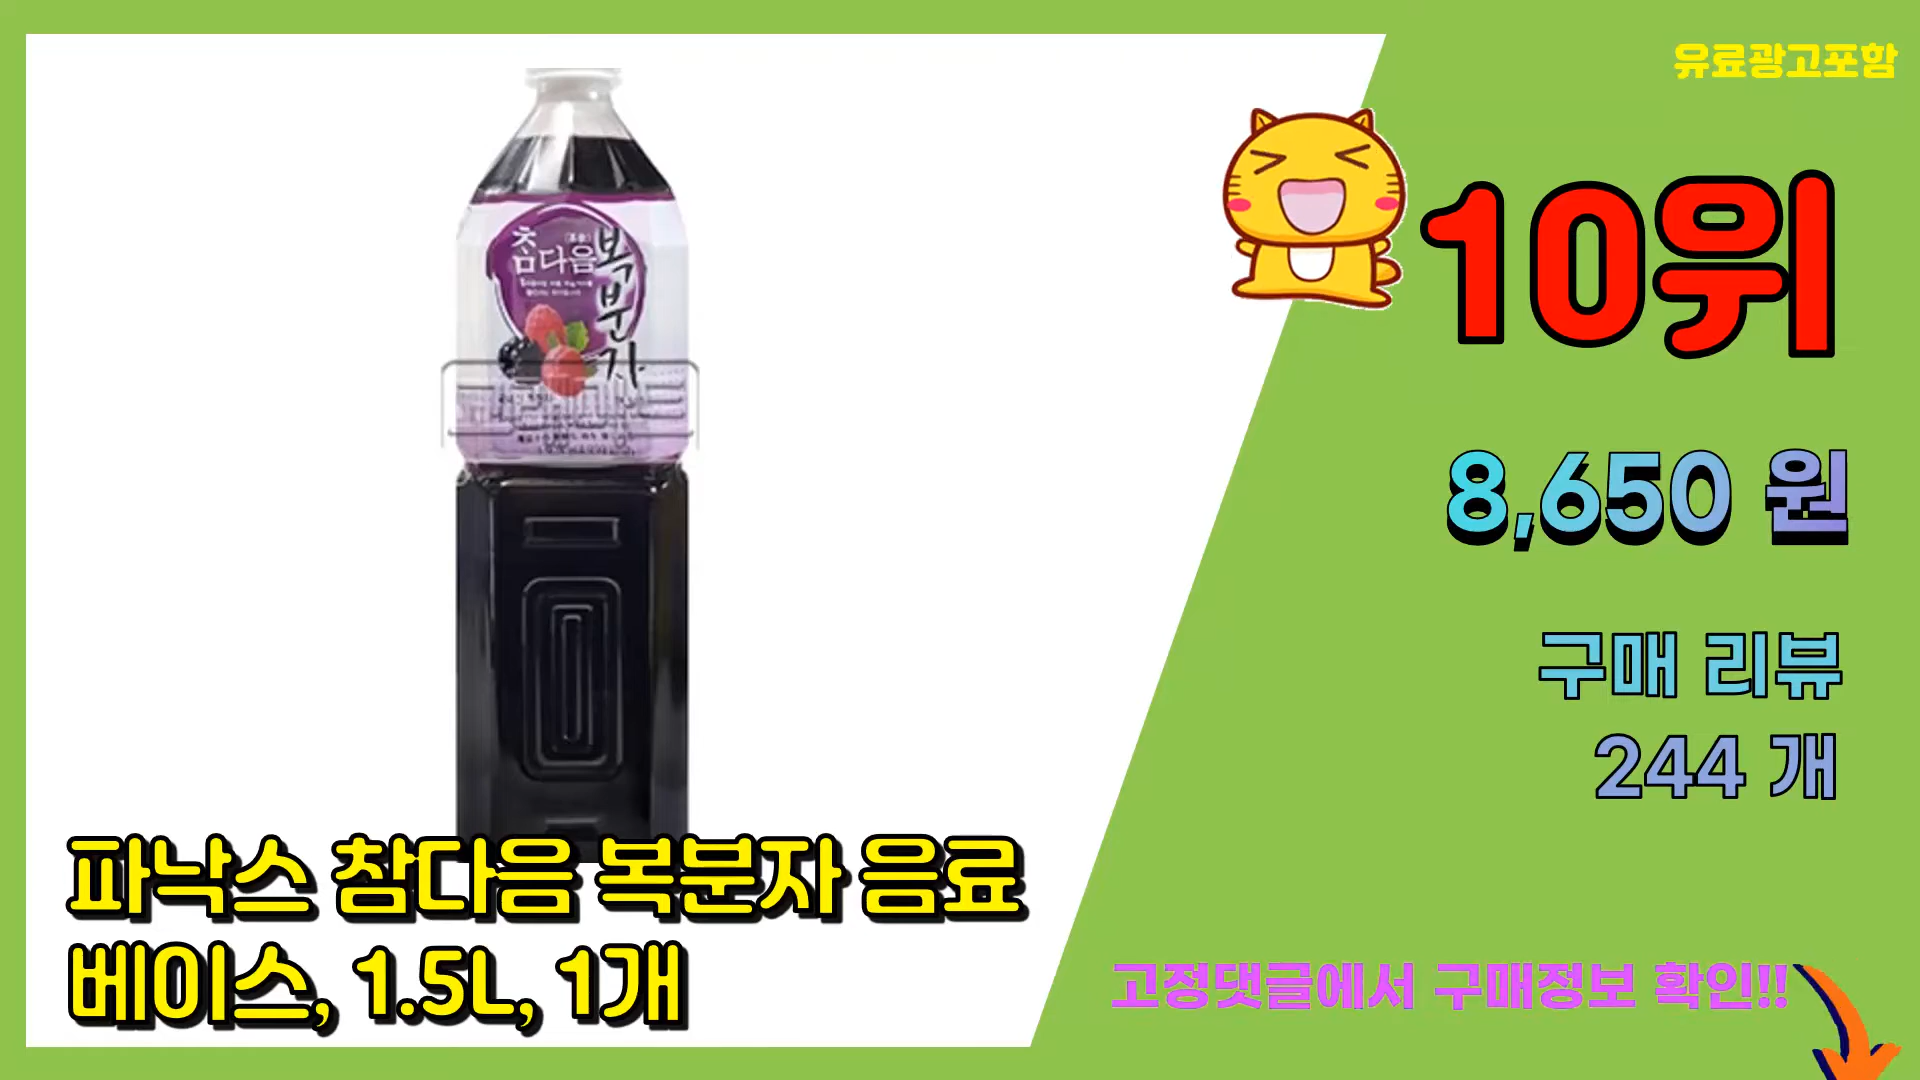 유료광고포함
10위
8,650 원
구매 리뷰
244 개
참다음
복분자
파낙스 참다음 복분자 음료
베이스, 1.5L, 1개
고정댓글에서 구매정보 확인!!